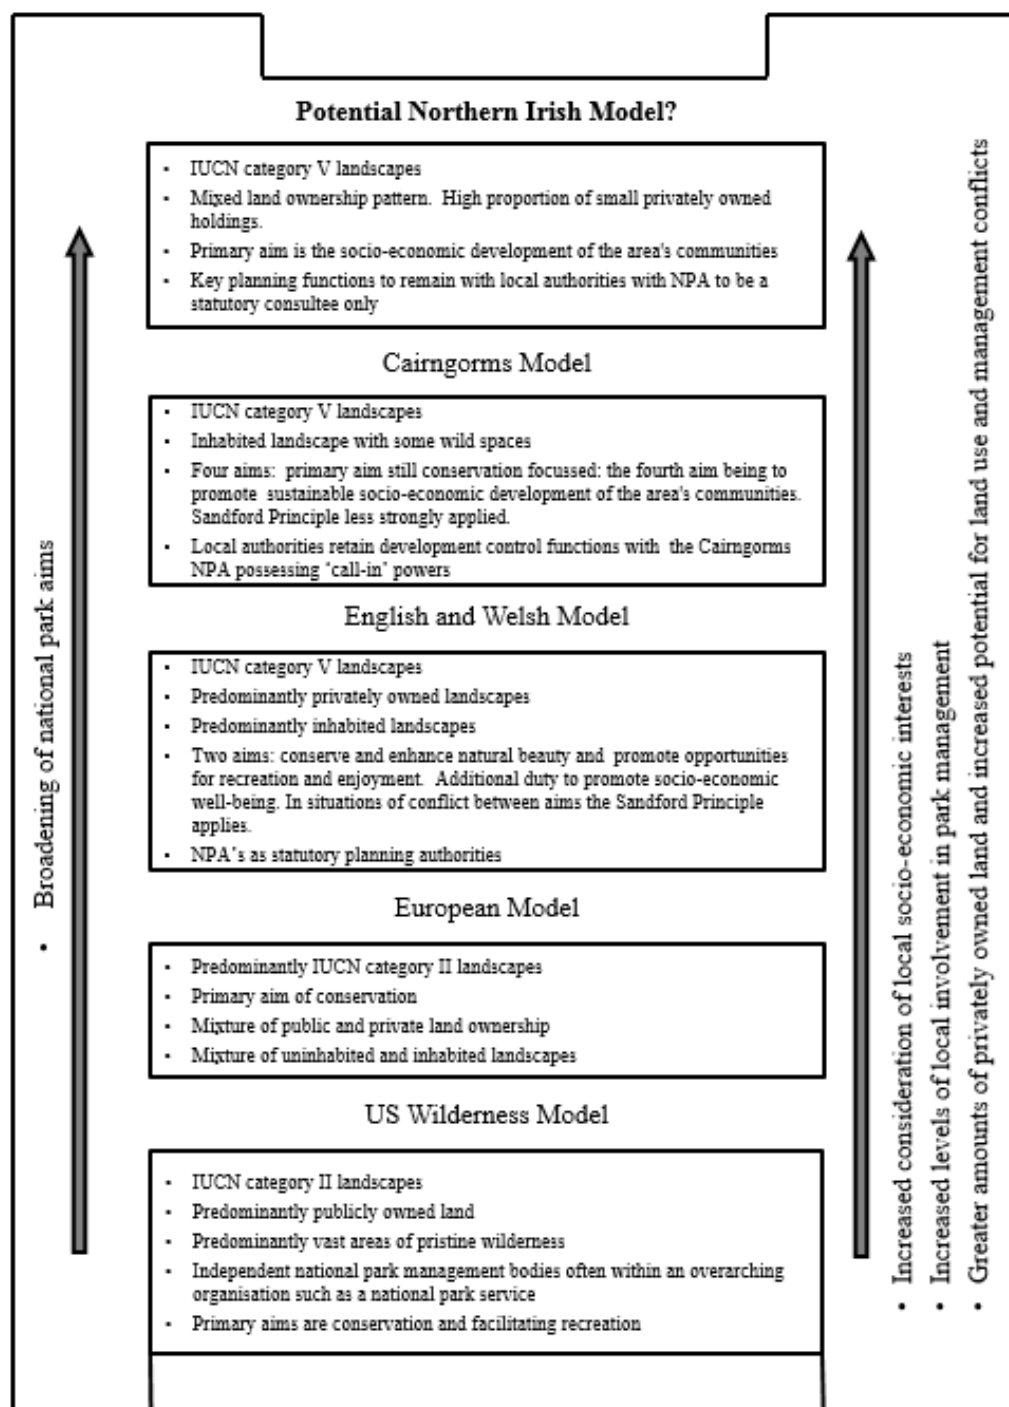 Potential Northern Irish Model?
▪ IUCN category V landscapes
▪ Mixed land ownership pattern. High proportion of small privately owned
holdings.
▪ Primary aim is the socio-economic development of the area's communities
▪ Key planning functions to remain with local authorities with NPA to be a
statutory consultee only
Cairngorms Model
▪ IUCN category V landscapes
▪ Inhabited landscape with some wild spaces
▪ Four aims: primary aim still conservation focussed: the fourth aim being to
promote sustainable socio-economic development of the area's communities.
Sandford Principle less strongly applied.
▪ Local authorities retain development control functions with the Cairngorms
NPA possessing "call-in" powers
English and Welsh Model
▪ IUCN category V landscapes
▪ Predominantly privately owned landscapes
▪ Predominantly inhabited landscapes
▪ Two aims: conserve and enhance natural beauty and promote opportunities
for recreation and enjoyment. Additional duty to promote socio-economic
well-being. In situations of conflict between aims the Sandford Principle
applies.
▪ NPA's as statutory planning authorities
European Model
▪ Predominantly IUCN category II landscapes
▪ Primary aim of conservation
▪ Mixture of public and private land ownership
▪ Mixture of uninhabited and inhabited landscapes
US Wilderness Model
▪ IUCN category II landscapes
▪ Predominantly publicly owned land
▪ Predominantly vast areas of pristine wilderness
▪ Independent national park management bodies often within an overarching
organisation such as a national park service
▪ Primary aims are conservation and facilitating recreation
• Broadening of national park aims
• Increased consideration of local socio-economic interests
• Increased levels of local involvement in park management
• Greater amounts of privately owned land and increased potential for land use and management conflicts